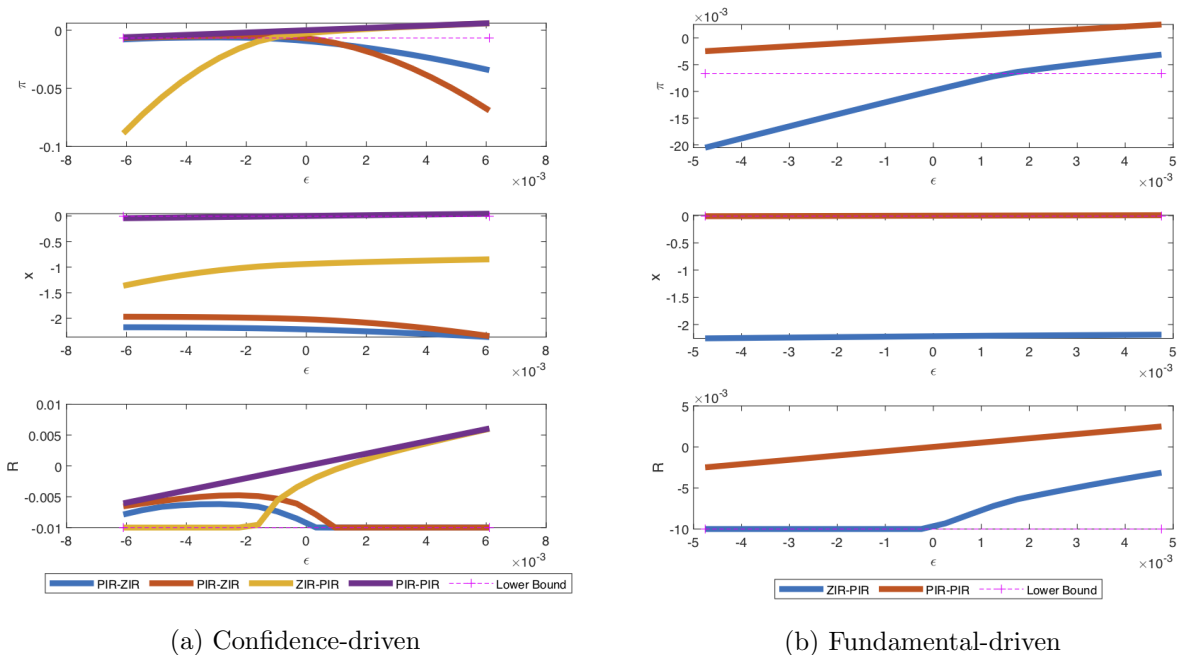 0
-0.05
-0.1
π
-8 -6 -4 -2 0 2 4 6 8
ϵ
×10⁻³
0
-0.5
-1
-1.5
-2
x
-8 -6 -4 -2 0 2 4 6 8
ϵ
×10⁻³
0.01
0.005
0
-0.005
-0.01
R
-8 -6 -4 -2 0 2 4 6 8
ϵ
×10⁻³
PIR-ZIR PIR-ZIR ZIR-PIR PIR-PIR Lower Bound
(a) Confidence-driven
×10⁻³
0
-5
-10
-15
-20
π
-5 -4 -3 -2 -1 0 1 2 3 4 5
ϵ
×10⁻³
0
-0.5
-1
-1.5
-2
x
-5 -4 -3 -2 -1 0 1 2 3 4 5
ϵ
×10⁻³
×10⁻³
5
0
-5
-10
R
-5 -4 -3 -2 -1 0 1 2 3 4 5
ϵ
×10⁻³
ZIR-PIR PIR-PIR Lower Bound
(b) Fundamental-driven